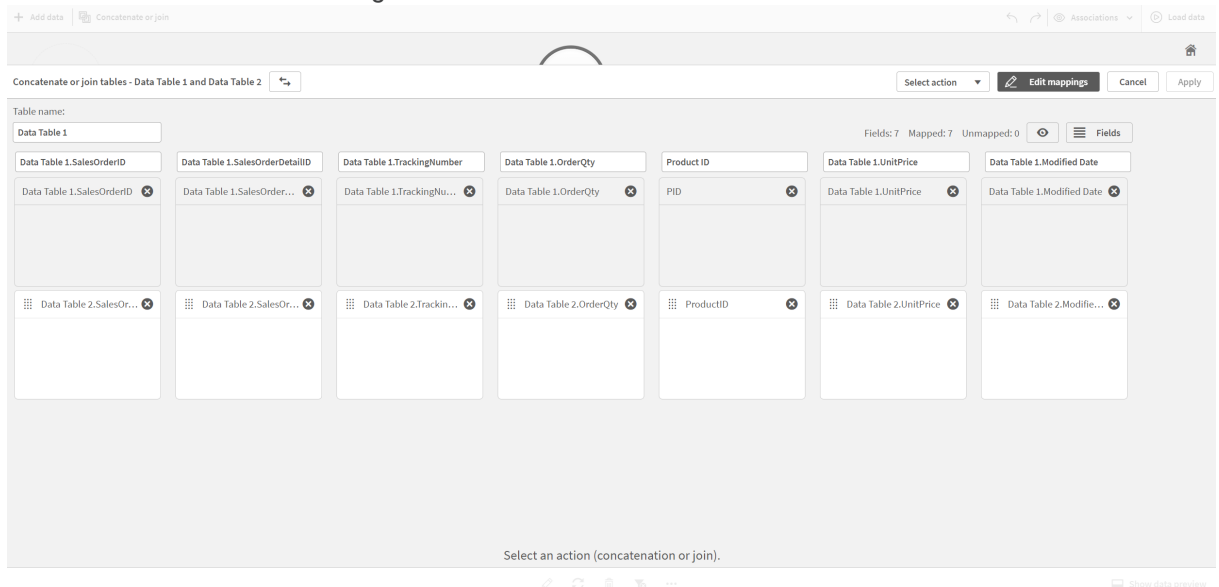 + Add data Concatenate or join Associations Load data
Concatenate or join tables - Data Table 1 and Data Table 2 Select action Edit mappings Cancel Apply
Table name:
Data Table 1 Fields: 7 Mapped: 7 Unmapped: 0 Fields
Data Table 1.SalesOrderID Data Table 1.SalesOrderDetailID Data Table 1.TrackingNumber Data Table 1.OrderQty Product ID Data Table 1.UnitPrice Data Table 1.Modified Date
Data Table 1.SalesOrderID Data Table 1.SalesOrder... Data Table 1.TrackingNu... Data Table 1.OrderQty PID Data Table 1.UnitPrice Data Table 1.Modified Date
Data Table 2.SalesOr... Data Table 2.SalesOr... Data Table 2.Trackin... Data Table 2.OrderQty ProductID Data Table 2.UnitPrice Data Table 2.Modifie...
Select an action (concatenation or join).
Show data preview